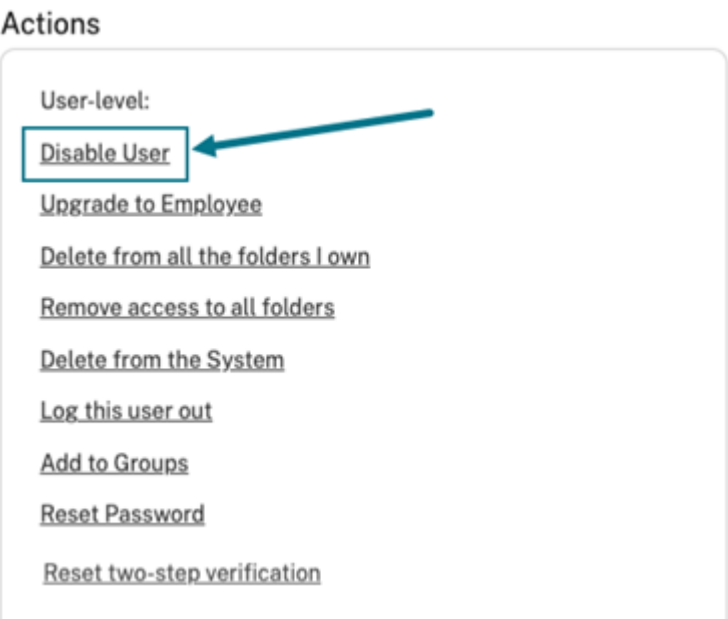 Actions
User-level:
Disable User
Upgrade to Employee
Delete from all the folders I own
Remove access to all folders
Delete from the System
Log this user out
Add to Groups
Reset Password
Reset two-step verification